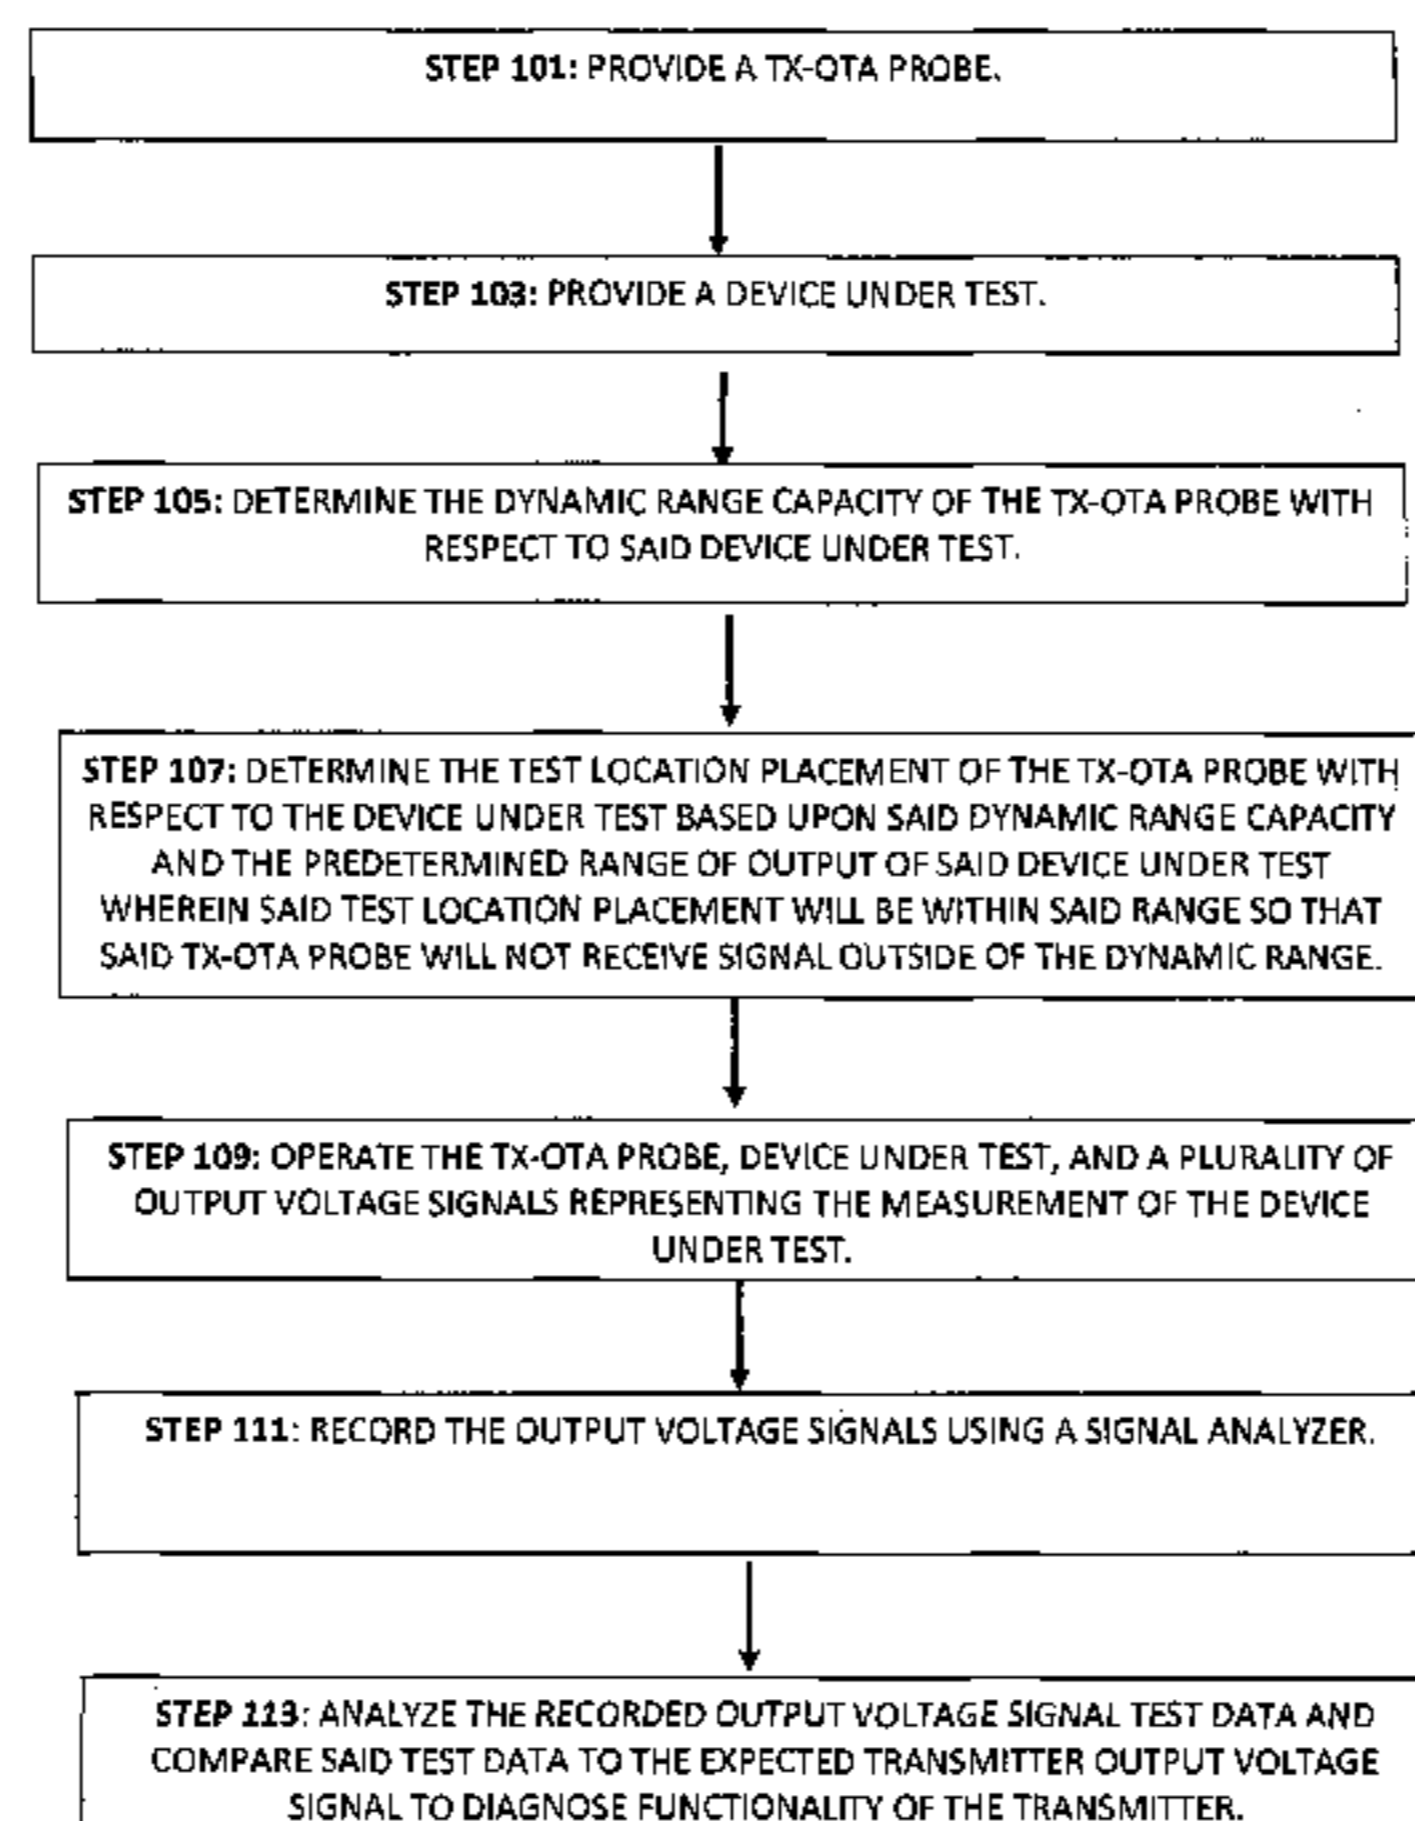 STEP 101: PROVIDE A TX-OTA PROBE.
STEP 103: PROVIDE A DEVICE UNDER TEST.
STEP 105: DETERMINE THE DYNAMIC RANGE CAPACITY OF THE TX-OTA PROBE WITH
RESPECT TO SAID DEVICE UNDER TEST.
STEP 107: DETERMINE THE TEST LOCATION PLACEMENT OF THE TX-OTA PROBE WITH
RESPECT TO THE DEVICE UNDER TEST BASED UPON SAID DYNAMIC RANGE CAPACITY
AND THE PREDETERMINED RANGE OF OUTPUT OF SAID DEVICE UNDER TEST
WHEREIN SAID TEST LOCATION PLACEMENT WILL BE WITHIN SAID RANGE SO THAT
SAID TX-OTA PROBE WILL NOT RECEIVE SIGNAL OUTSIDE OF THE DYNAMIC RANGE.
STEP 109: OPERATE THE TX-OTA PROBE, DEVICE UNDER TEST, AND A PLURALITY OF
OUTPUT VOLTAGE SIGNALS REPRESENTING THE MEASUREMENT OF THE DEVICE
UNDER TEST.
STEP 111: RECORD THE OUTPUT VOLTAGE SIGNALS USING A SIGNAL ANALYZER.
STEP 113: ANALYZE THE RECORDED OUTPUT VOLTAGE SIGNAL TEST DATA AND
COMPARE SAID TEST DATA TO THE EXPECTED TRANSMITTER OUTPUT VOLTAGE
SIGNAL TO DIAGNOSE FUNCTIONALITY OF THE TRANSMITTER.